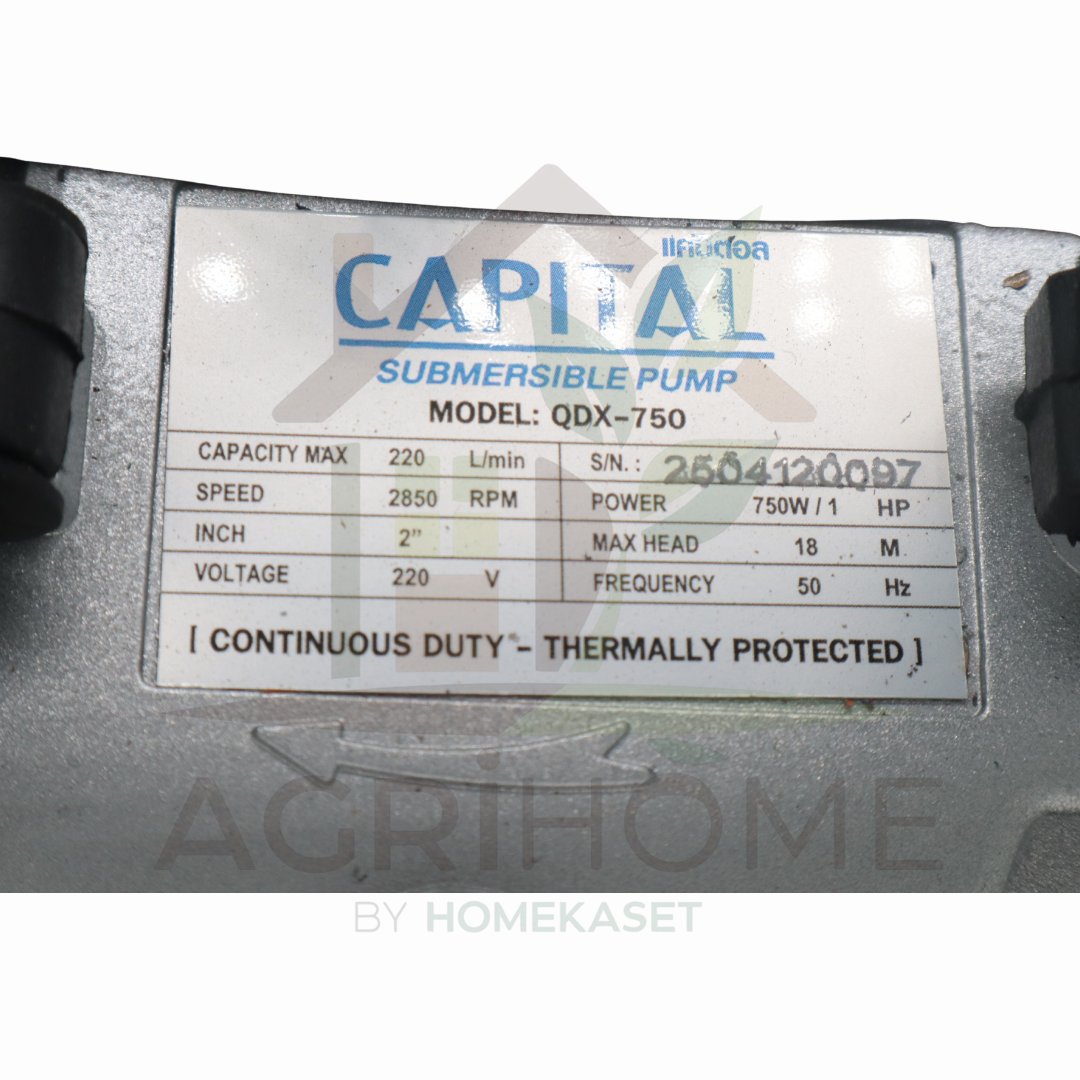 แคปิตอล
CAPITAL
SUBMERSIBLE PUMP
MODEL: QDX-750
CAPACITY MAX 220 L/min S/N. : 2504120097
SPEED 2850 RPM POWER 750W / 1 HP
INCH 2" MAX HEAD 18 M
VOLTAGE 220 V FREQUENCY 50 Hz
[ CONTINUOUS DUTY - THERMALLY PROTECTED ]
AGRIHOME
BY HOMEKASET